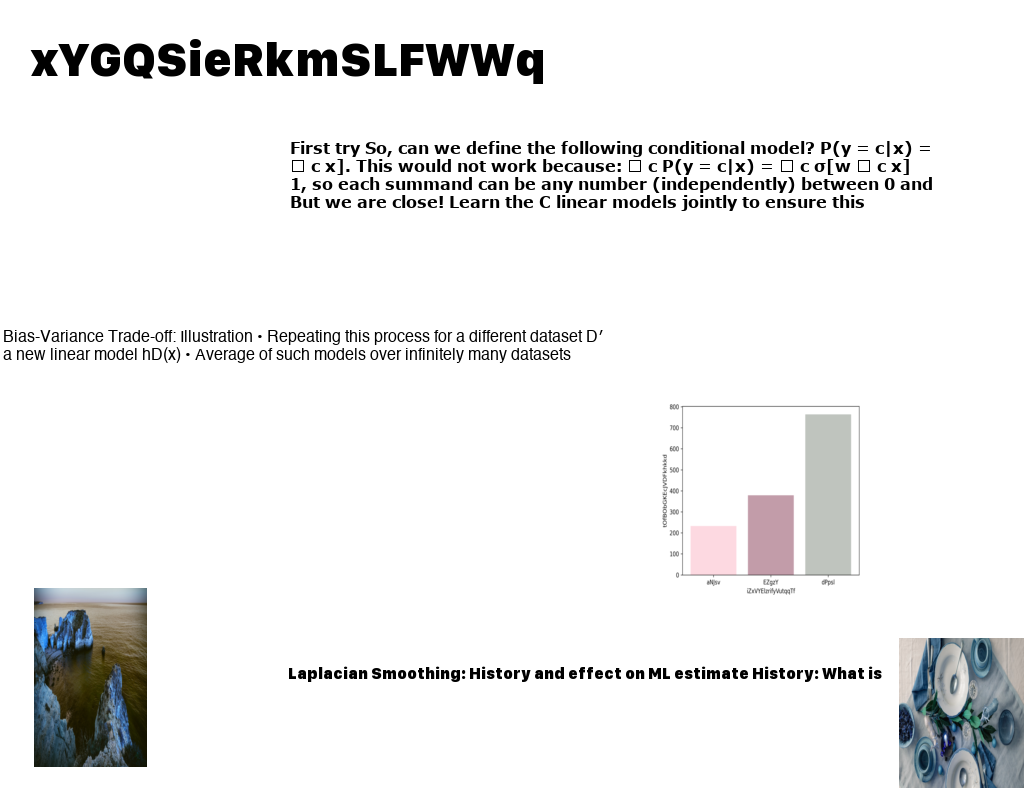 xYGQSieRkmSLFWWq
First try So, can we define the following conditional model? P(y = c|x) =
□ c x]. This would not work because: □ c P(y = c|x) = □ c σ[w □ c x]
1, so each summand can be any number (independently) between 0 and
But we are close! Learn the C linear models jointly to ensure this
Bias-Variance Trade-off: Illustration • Repeating this process for a different dataset D′
a new linear model hD(x) • Average of such models over infinitely many datasets
800
700
600
500
400
300
200
100
0
aNJsv
EZgzY
dPpsI
Laplacian Smoothing: History and effect on ML estimate History: What is